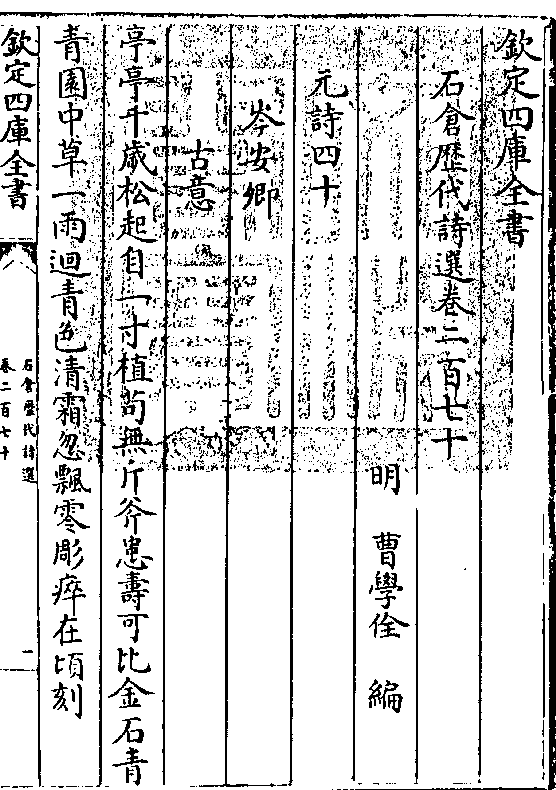 欽定四庫全書
石倉歷代詩選卷二百七十
明 曹學佺 編
元詩四十
岑安卿
古意
亭亭千歲松起自一寸植茍無斤斧患壽可比金石青
青園中草一雨迴青色清霜忽飄零彫瘁在頃刻
欽定四庫全書
石倉歷代詩選
卷二百七十
一